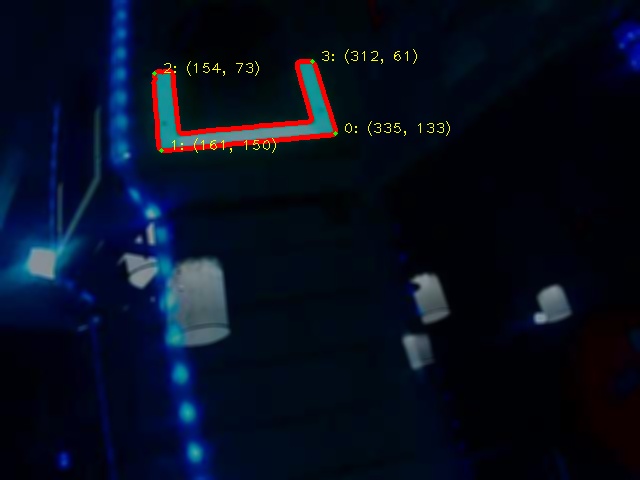 2: (154, 73)
3: (312, 61)
0: (335, 133)
1: (161, 150)